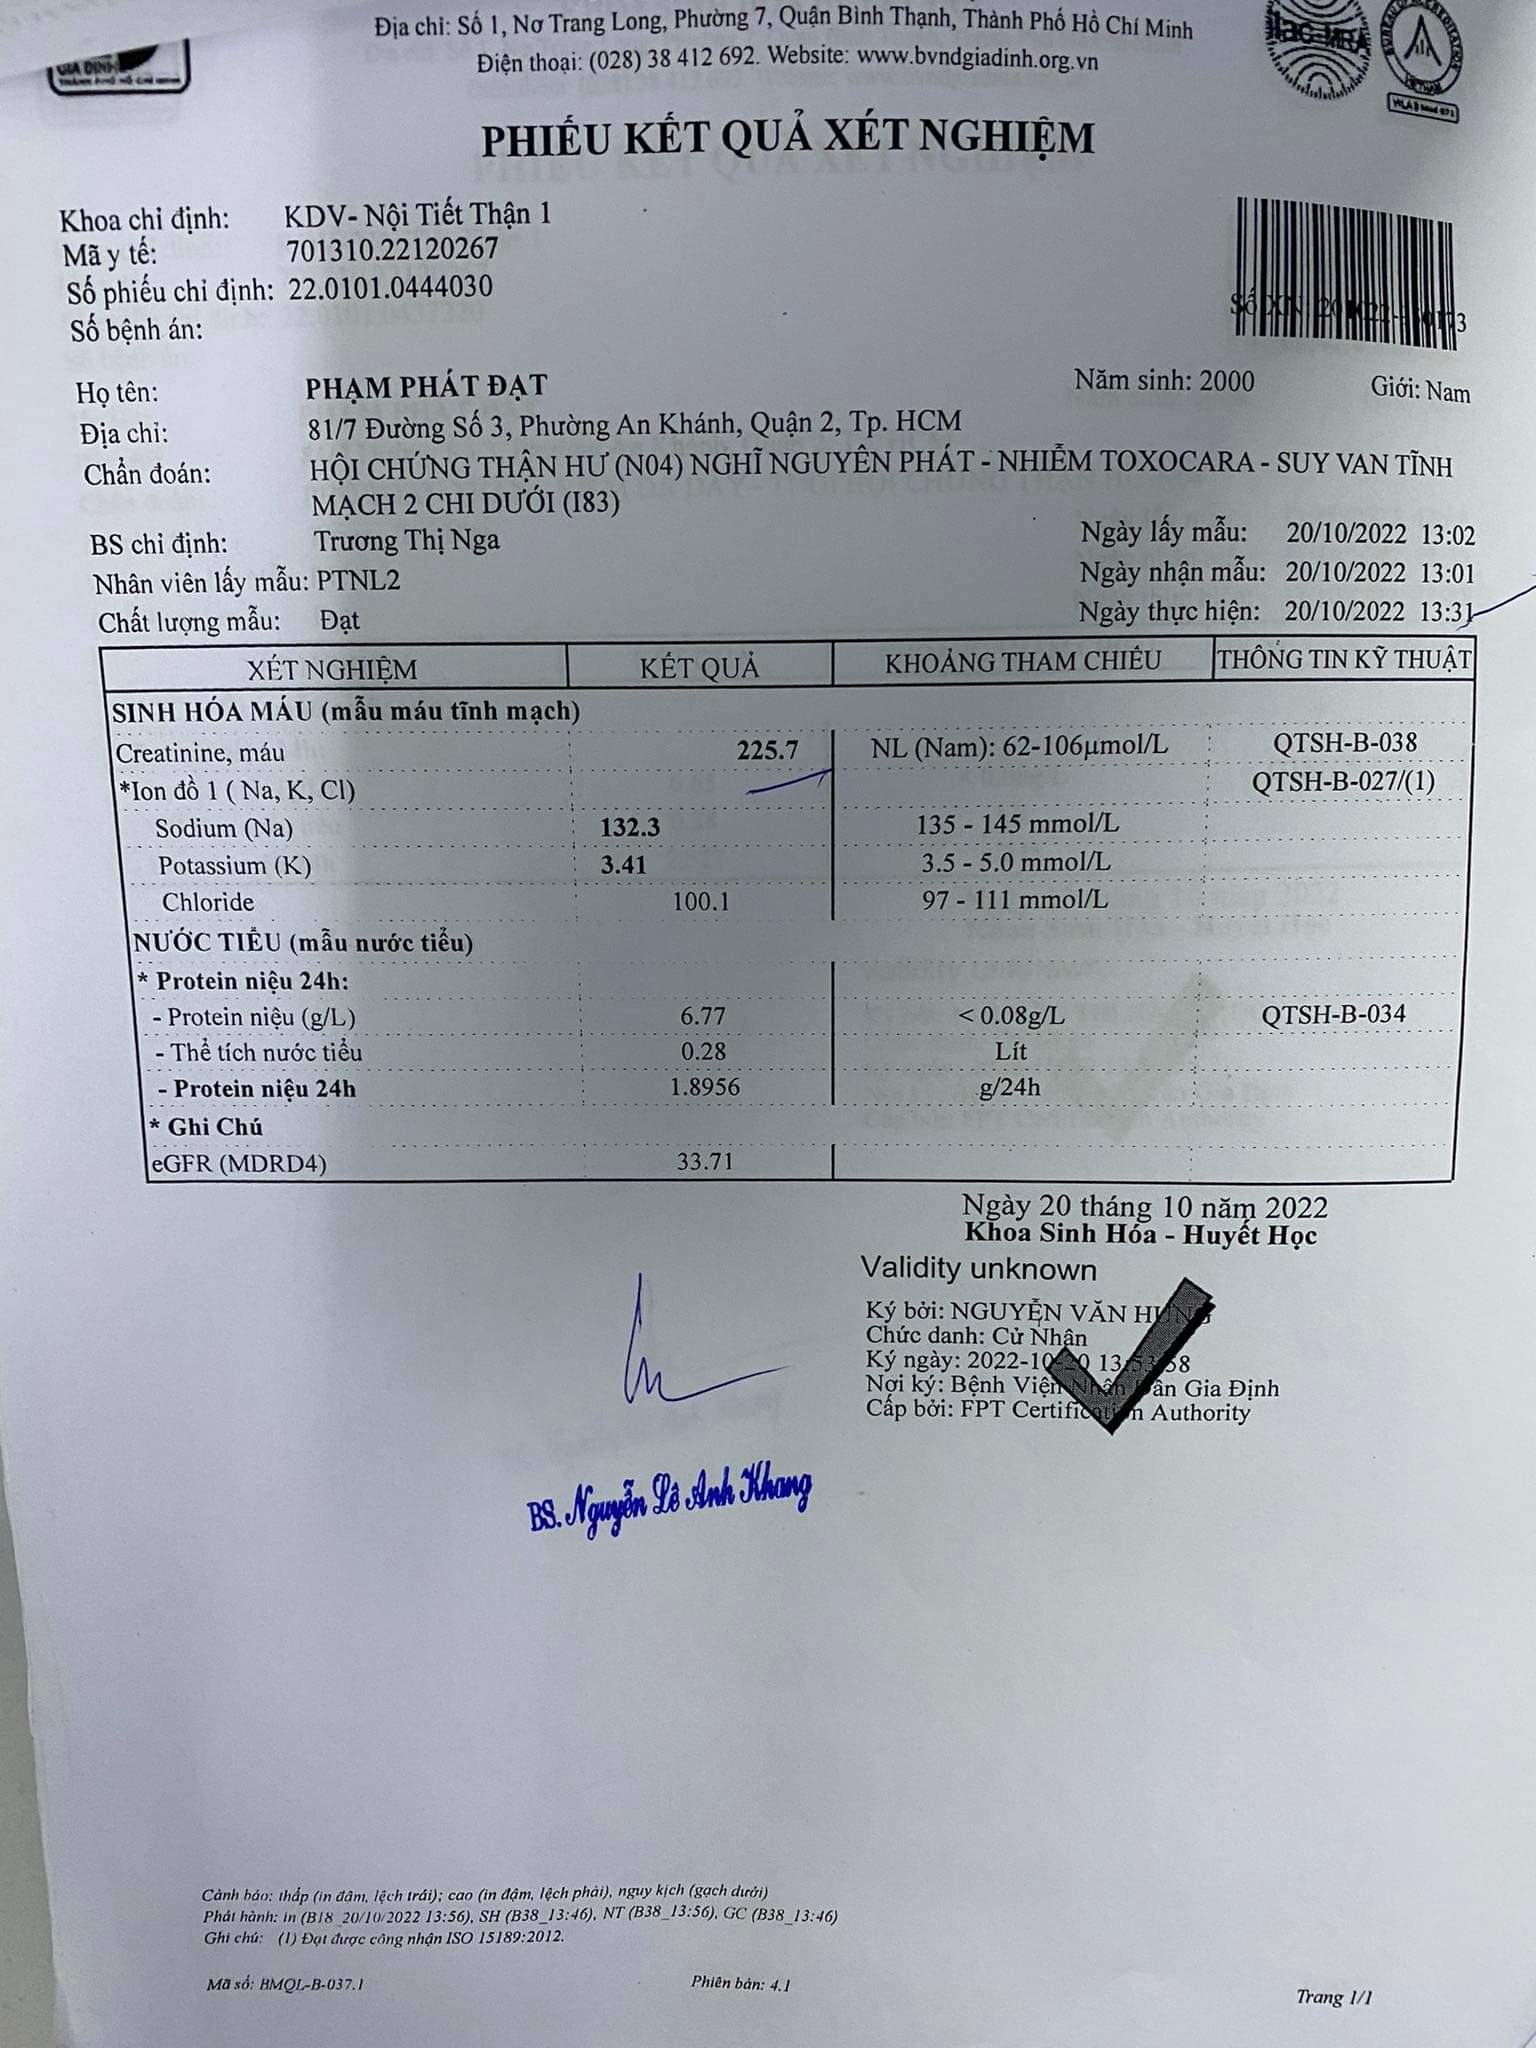 Địa chỉ: Số 1, Nơ Trang Long, Phường 7, Quận Bình Thạnh, Thành Phố Hồ Chí Minh
Điện thoại: (028) 38 412 692. Website: www.bvndgiadinh.org.vn
GIA ĐỊNH
THÀNH PHỐ HỒ CHÍ MINH
ilac-MRA
VIETNAM
PHIẾU KẾT QUẢ XÉT NGHIỆM
Khoa chỉ định: KDV- Nội Tiết Thận 1
Mã y tế: 701310.22120267
Số phiếu chỉ định: 22.0101.0444030
Số bệnh án:
Số XN:
Họ tên: PHẠM PHÁT ĐẠT Năm sinh: 2000 Giới: Nam
Địa chỉ: 81/7 Đường Số 3, Phường An Khánh, Quận 2, Tp. HCM
Chẩn đoán: HỘI CHỨNG THẬN HƯ (N04) NGHĨ NGUYÊN PHÁT - NHIỄM TOXOCARA - SUY VAN TĨNH
MẠCH 2 CHI DƯỚI (I83)
BS chỉ định: Trương Thị Nga Ngày lấy mẫu: 20/10/2022 13:02
Nhân viên lấy mẫu: PTNL2 Ngày nhận mẫu: 20/10/2022 13:01
Chất lượng mẫu: Đạt Ngày thực hiện: 20/10/2022 13:31
XÉT NGHIỆM KẾT QUẢ KHOẢNG THAM CHIẾU THÔNG TIN KỸ THUẬT
SINH HÓA MÁU (mẫu máu tĩnh mạch)
Creatinine, máu 225.7 NL (Nam): 62-106µmol/L QTSH-B-038
*Ion đồ 1 ( Na, K, Cl) QTSH-B-027/(1)
Sodium (Na) 132.3 135 - 145 mmol/L
Potassium (K) 3.41 3.5 - 5.0 mmol/L
Chloride 100.1 97 - 111 mmol/L
NƯỚC TIỂU (mẫu nước tiểu)
* Protein niệu 24h:
- Protein niệu (g/L) 6.77 < 0.08g/L QTSH-B-034
- Thể tích nước tiểu 0.28 Lít
- Protein niệu 24h 1.8956 g/24h
* Ghi Chú
eGFR (MDRD4) 33.71
Ngày 20 tháng 10 năm 2022
Khoa Sinh Hóa - Huyết Học
Validity unknown
Ký bởi: NGUYỄN VĂN HƯNG
Chức danh: Cử Nhân
Ký ngày: 2022-10-20 13:53:58
Nơi ký: Bệnh Viện Nhân Dân Gia Định
Cấp bởi: FPT Certification Authority
BS. Nguyễn Lê Anh Khang
Cảnh báo: thấp (in đậm, lệch trái); cao (in đậm, lệch phải), nguy kịch (gạch dưới)
Phát hành: in (B18_20/10/2022 13:56), SH (B38_13:46), NT (B38_13:56), GC (B38_13:46)
Ghi chú: (1) Đạt được công nhận ISO 15189:2012.
Mã số: BMQL-B-037.1 Phiên bản: 4.1 Trang 1/1